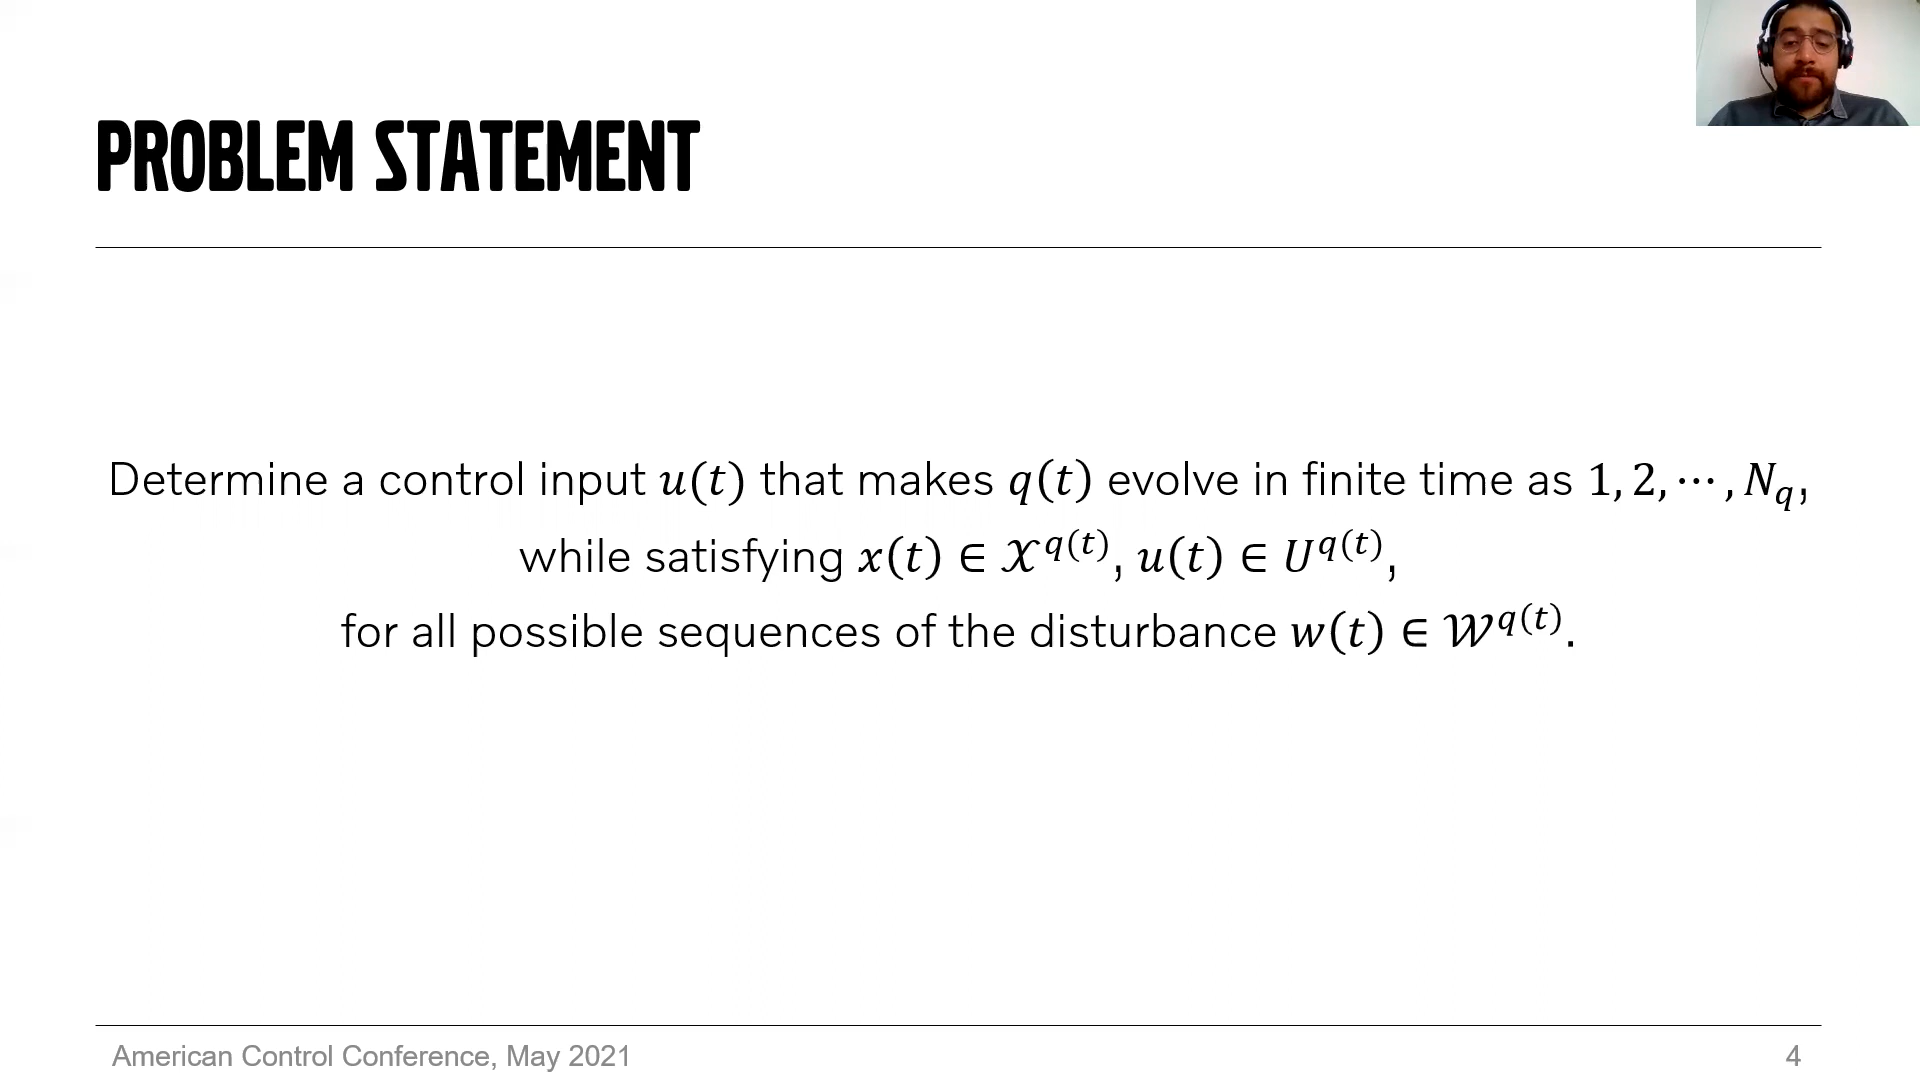 PROBLEM STATEMENT
Determine a control input 𝑢(𝑡) that makes 𝑞(𝑡) evolve in finite time as 1, 2, ⋯ , 𝑁_𝑞,
while satisfying 𝑥(𝑡) ∈ 𝒳^𝑞(𝑡), 𝑢(𝑡) ∈ 𝑈^𝑞(𝑡),
for all possible sequences of the disturbance 𝑤(𝑡) ∈ 𝒲^𝑞(𝑡).
American Control Conference, May 2021
4